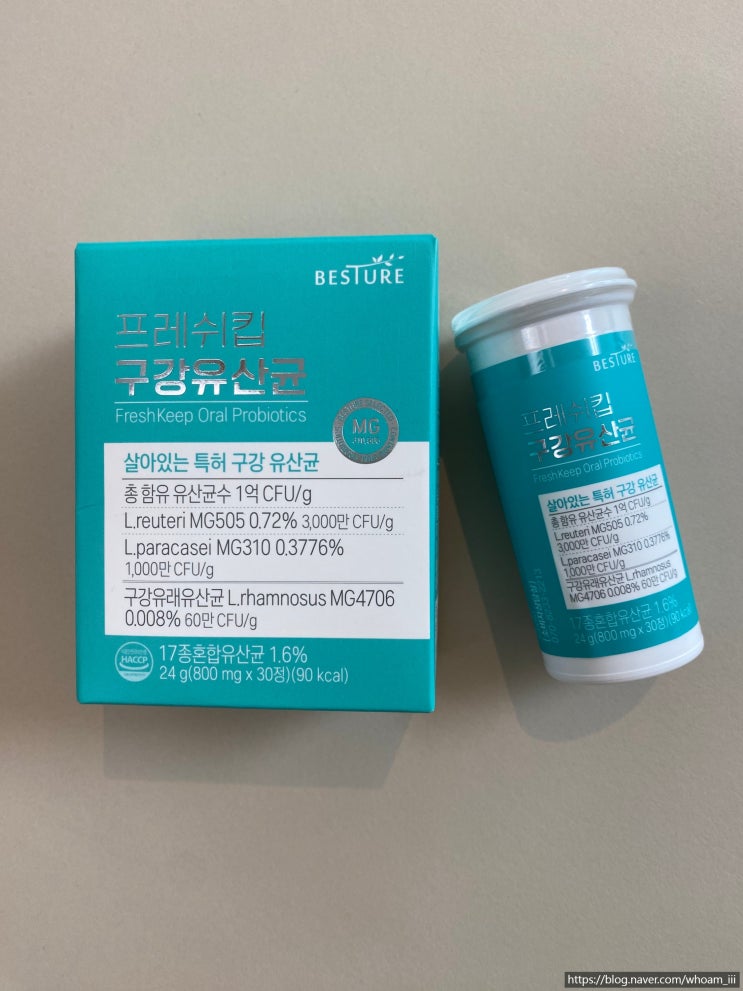 BESTURE
프레쉬킵
구강유산균
FreshKeep Oral Probiotics
MG
살아있는 특허 구강 유산균
총 함유 유산균수 1억 CFU/g
L.reuteri MG505 0.72% 3,000만 CFU/g
L.paracasei MG310 0.3776%
1,000만 CFU/g
구강유래유산균 L.rhamnosus MG4706
0.008% 60만 CFU/g
HACCP
17종혼합유산균 1.6%
24 g(800 mg x 30정)(90 kcal)
BESTURE
프레쉬킵
구강유산균
FreshKeep Oral Probiotics
살아있는 특허 구강 유산균
총 함유 유산균수 1억 CFU/g
L.reuteri MG505 0.72%
3,000만 CFU/g
L.paracasei MG310 0.3776%
1,000만 CFU/g
구강유래유산균 L.rhamnosus
MG4706 0.008% 60만 CFU/g
17종혼합유산균 1.6%
24 g(800 mg x 30정)(90 kcal
https://blog.naver.com/whoam_iii